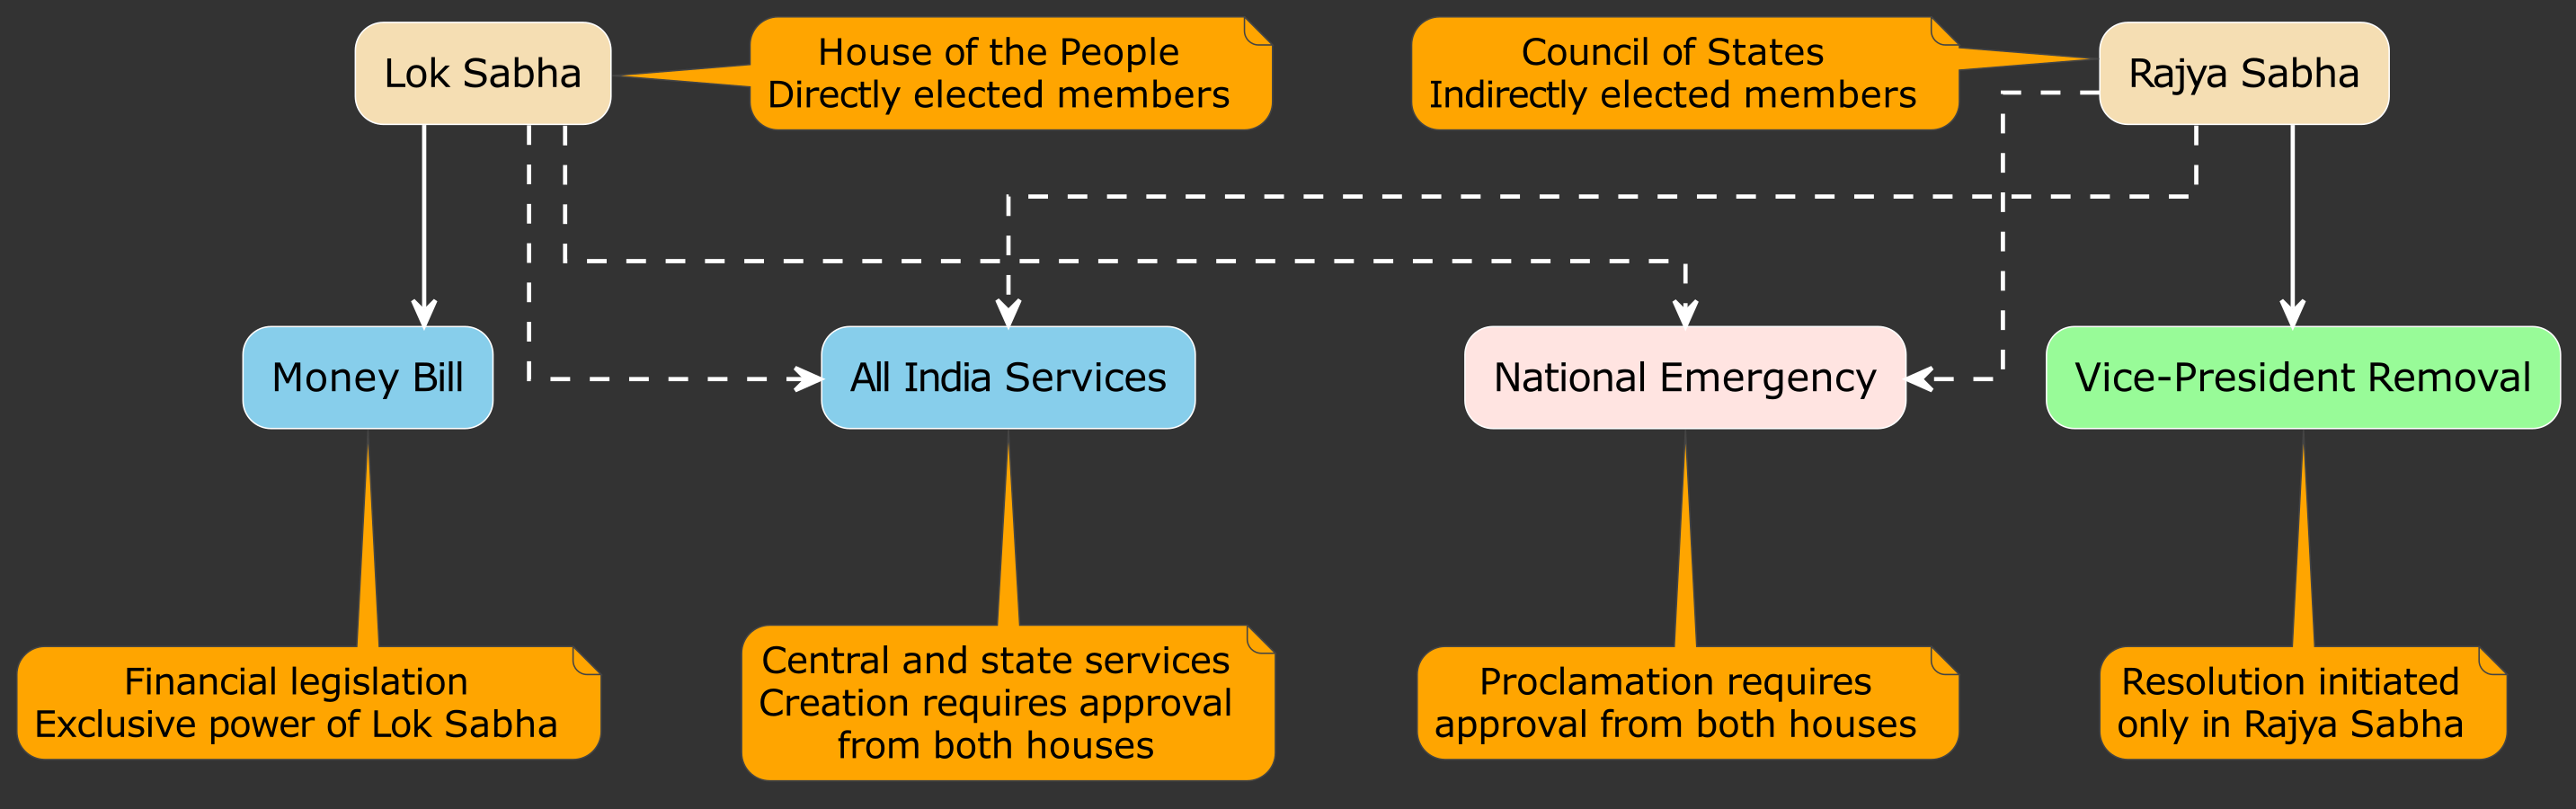 Lok Sabha
House of the People
Directly elected members
Council of States
Indirectly elected members
Rajya Sabha
Money Bill
All India Services
National Emergency
Vice-President Removal
Financial legislation
Exclusive power of Lok Sabha
Central and state services
Creation requires approval
from both houses
Proclamation requires
approval from both houses
Resolution initiated
only in Rajya Sabha